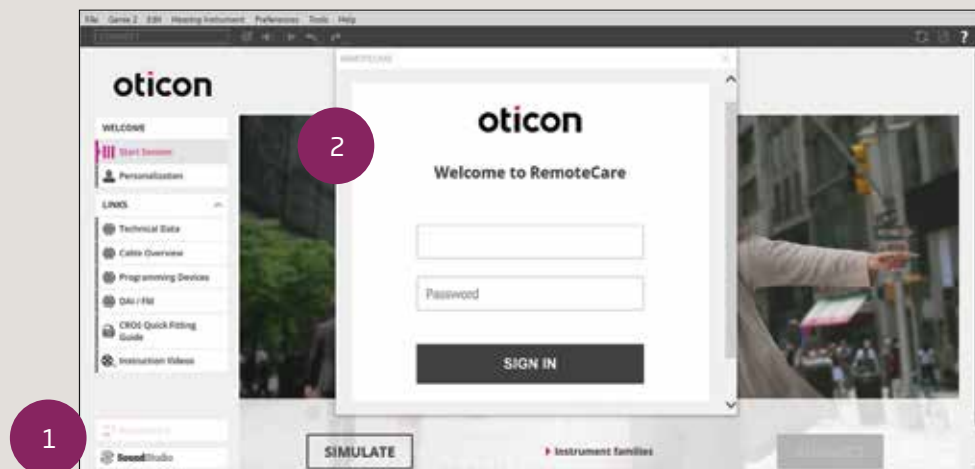 File Genie 2 Edit Hearing Instrument Preferences Tools Help
CONNECT
?
REMOTECARE
oticon
WELCOME
Start Session
Personalization
LINKS
Technical Data
Cable Overview
Programming Devices
DAI / FM
CROS Quick Fitting
Guide
Instruction Videos
1
SoundStudio
2
oticon
Welcome to RemoteCare
Password
SIGN IN
SIMULATE
Instrument families